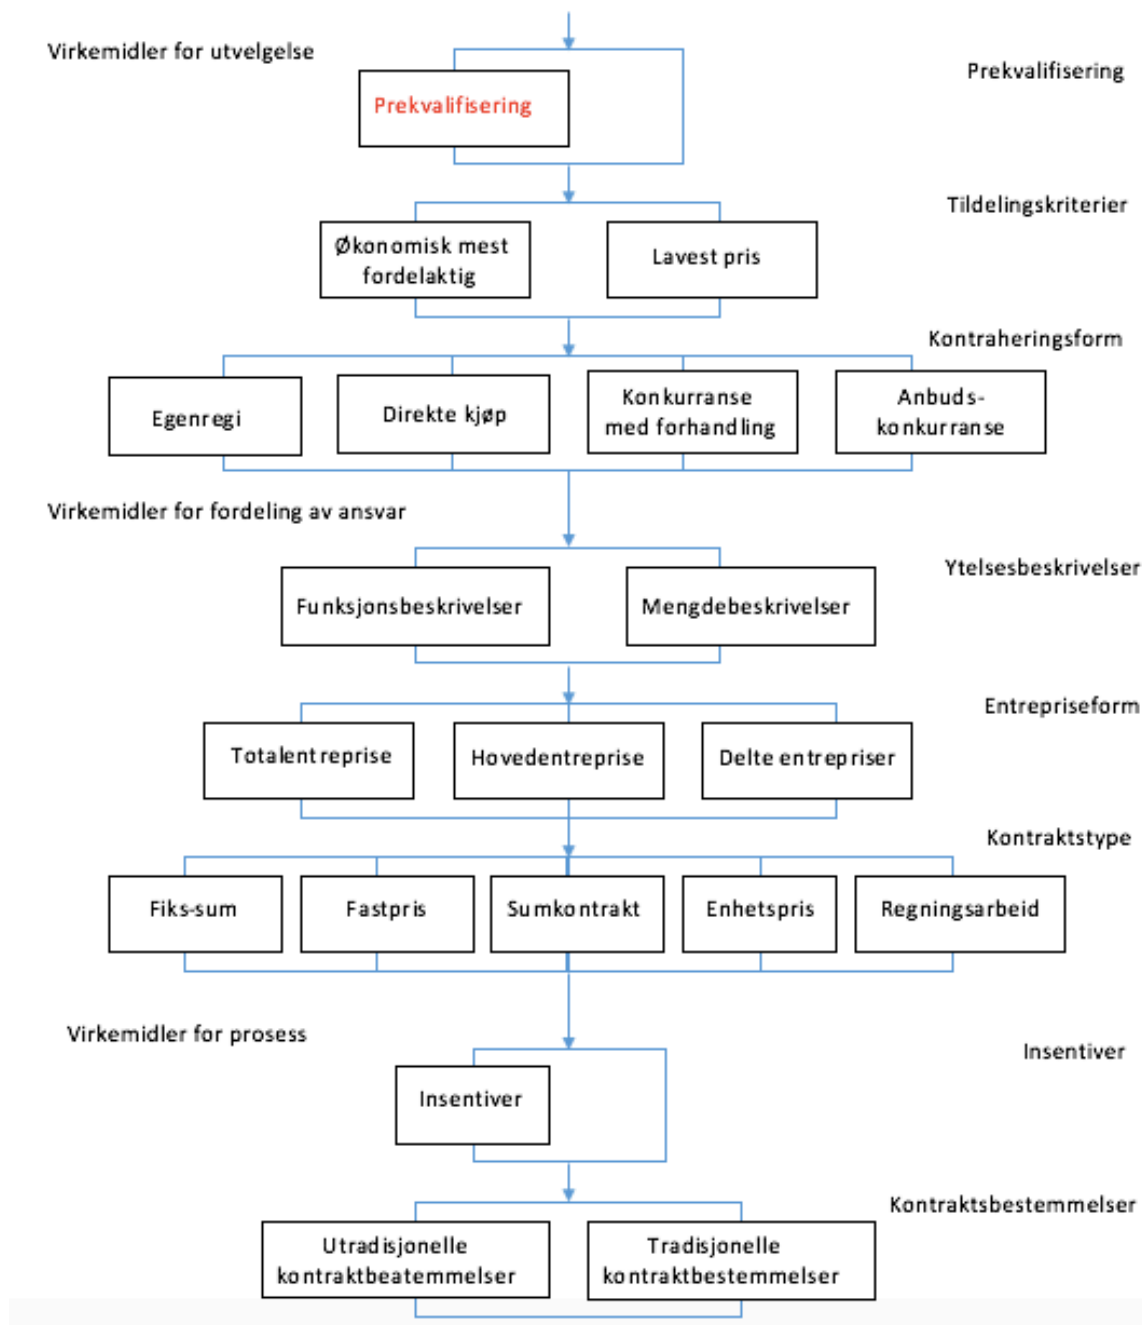 Virkemidler for utvelgelse
Prekvalifisering
Prekvalifisering
Tildelingskriterier
Økonomisk mest
fordelaktig
Lavest pris
Kontraheringsform
Egenregi
Direkte kjøp
Konkurranse
med forhandling
Anbuds-
konkurranse
Virkemidler for fordeling av ansvar
Ytelsesbeskrivelser
Funksjonsbeskrivelser
Mengdebeskrivelser
Entrepriseform
Totalentreprise
Hovedentreprise
Delte entrepriser
Kontraktstype
Fiks-sum
Fastpris
Sumkontrakt
Enhetspris
Regningsarbeid
Virkemidler for prosess
Insentiver
Insentiver
Kontraktsbestemmelser
Utradisjonelle
kontraktbeatemmelser
Tradisjonelle
kontraktbestemmelser